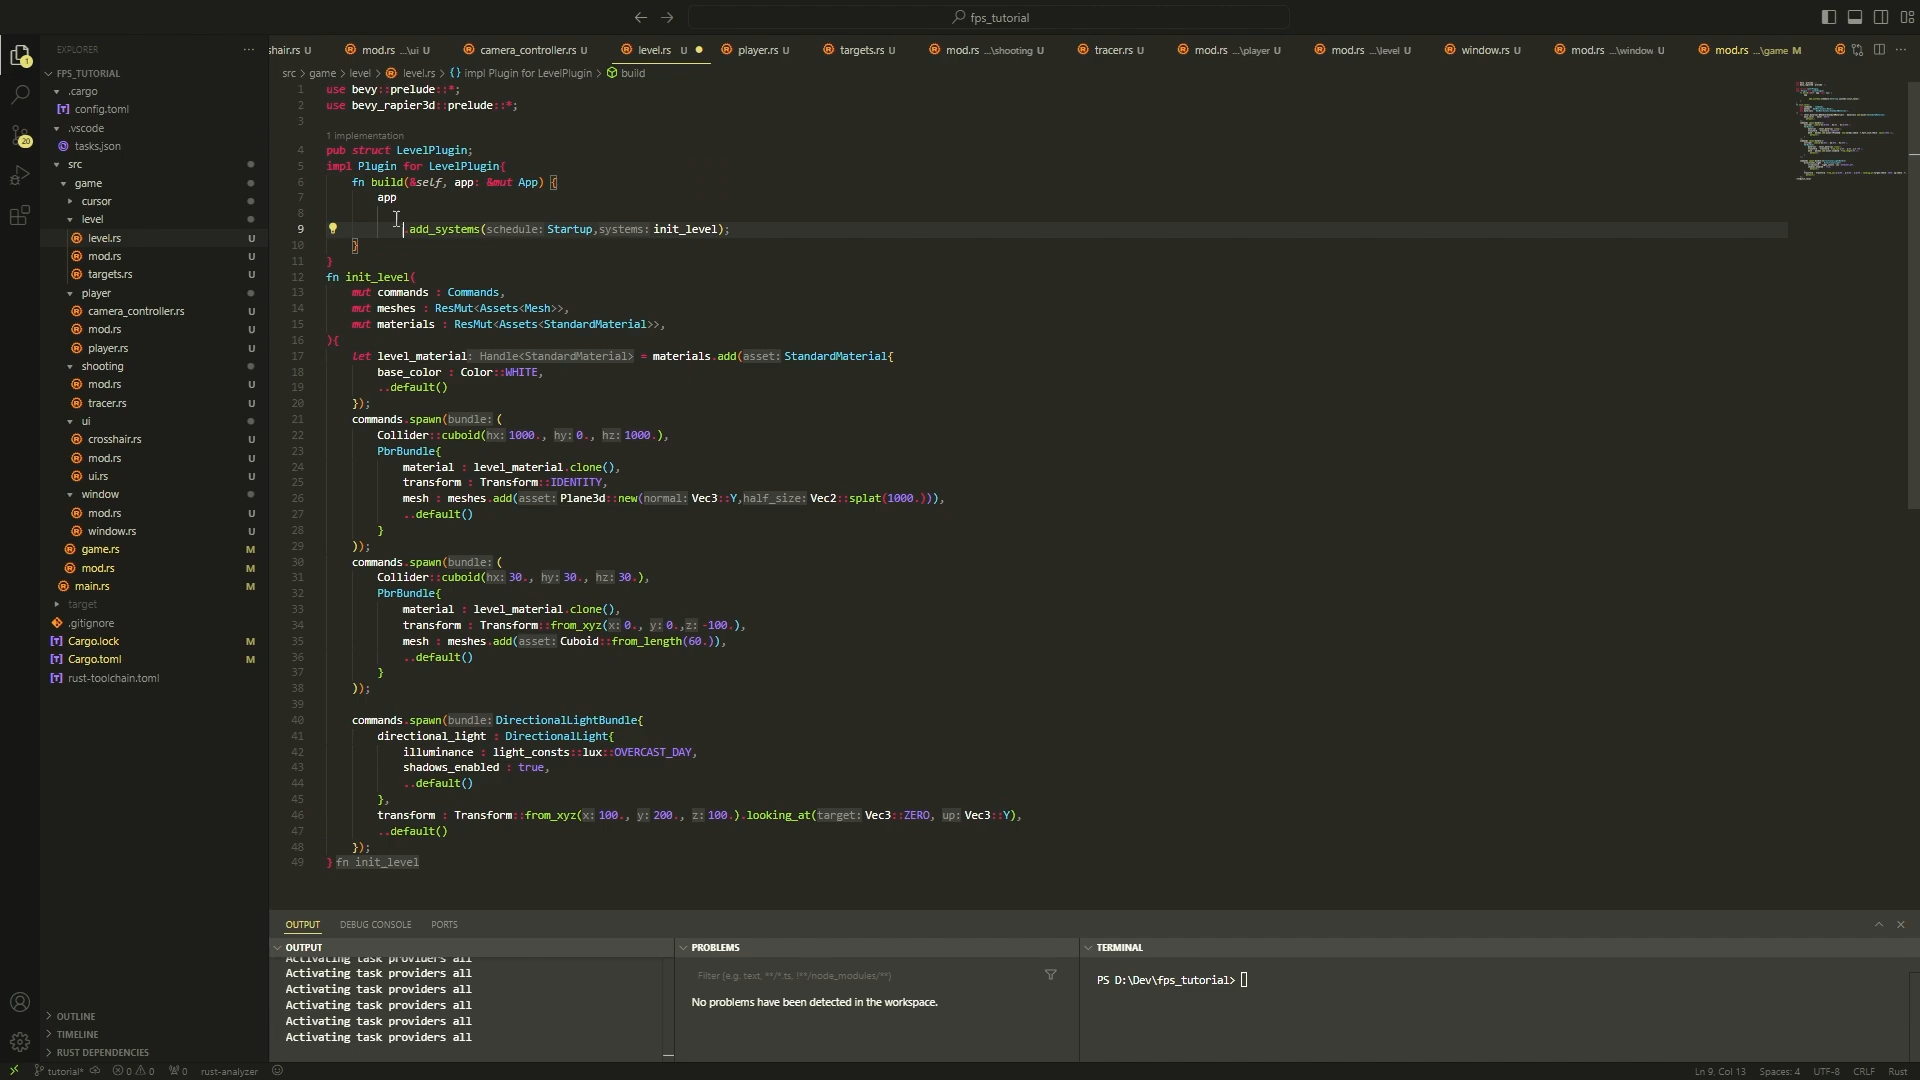 fps_tutorial
EXPLORER
hair.rs U
mod.rs ...\ui U
camera_controller.rs U
level.rs U
player.rs U
targets.rs U
mod.rs ...\shooting U
tracer.rs U
mod.rs ...\player U
mod.rs ...\level U
window.rs U
mod.rs ...\window U
mod.rs ...\game M
src > game > level > level.rs > {} impl Plugin for LevelPlugin > build
FPS_TUTORIAL
.cargo
config.toml
.vscode
tasks.json
src
game
cursor
level
level.rs U
mod.rs U
targets.rs U
player
camera_controller.rs U
mod.rs U
player.rs U
shooting
mod.rs U
tracer.rs U
ui
crosshair.rs U
mod.rs U
ui.rs U
window
mod.rs U
window.rs U
game.rs M
mod.rs M
main.rs M
target
.gitignore
Cargo.lock M
Cargo.toml M
rust-toolchain.toml
OUTLINE
TIMELINE
RUST DEPENDENCIES
1 use bevy::prelude::*;
2 use bevy_rapier3d::prelude::*;
3
1 implementation
4 pub struct LevelPlugin;
5 impl Plugin for LevelPlugin{
6 fn build(&self, app: &mut App) {
7 app
8
9 .add_systems(schedule: Startup,systems: init_level);
10 }
11 }
12 fn init_level(
13 mut commands : Commands,
14 mut meshes : ResMut<Assets<Mesh>>,
15 mut materials : ResMut<Assets<StandardMaterial>>,
16 ){
17 let level_material: Handle<StandardMaterial> = materials.add(asset: StandardMaterial{
18 base_color : Color::WHITE,
19 ..default()
20 });
21 commands.spawn(bundle: (
22 Collider::cuboid(hx: 1000., hy: 0., hz: 1000.),
23 PbrBundle{
24 material : level_material.clone(),
25 transform : Transform::IDENTITY,
26 mesh : meshes.add(asset: Plane3d::new(normal: Vec3::Y,half_size: Vec2::splat(1000.))),
27 ..default()
28 }
29 ));
30 commands.spawn(bundle: (
31 Collider::cuboid(hx: 30., hy: 30., hz: 30.),
32 PbrBundle{
33 material : level_material.clone(),
34 transform : Transform::from_xyz(x: 0., y: 0.,z: -100.),
35 mesh : meshes.add(asset: Cuboid::from_length(60.)),
36 ..default()
37 }
38 ));
39
40 commands.spawn(bundle: DirectionalLightBundle{
41 directional_light : DirectionalLight{
42 illuminance : light_consts::lux::OVERCAST_DAY,
43 shadows_enabled : true,
44 ..default()
45 },
46 transform : Transform::from_xyz(x: 100., y: 200., z: 100.).looking_at(target: Vec3::ZERO, up: Vec3::Y),
47 ..default()
48 });
49 } fn init_level
OUTPUT DEBUG CONSOLE PORTS
OUTPUT
Activating task providers all
Activating task providers all
Activating task providers all
Activating task providers all
Activating task providers all
Activating task providers all
PROBLEMS
Filter (e.g. text, **/*.ts, !**/node_modules/**)
No problems have been detected in the workspace.
TERMINAL
PS D:\Dev\fps_tutorial>
tutorial* 0 0 0 rust-analyzer
Ln 9, Col 13 Spaces: 4 UTF-8 CRLF Rust
1
20